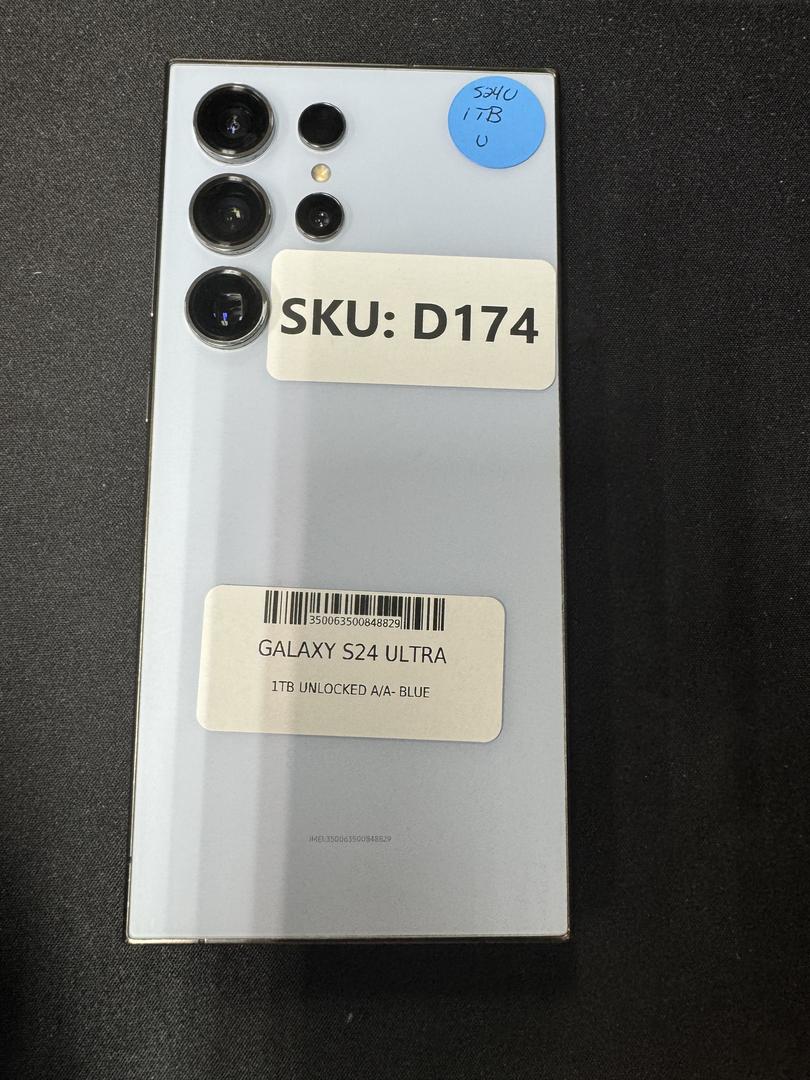 S24U
1TB
U
SKU: D174
350063500848829
GALAXY S24 ULTRA
1TB UNLOCKED A/A- BLUE
IMEI:350063500848829